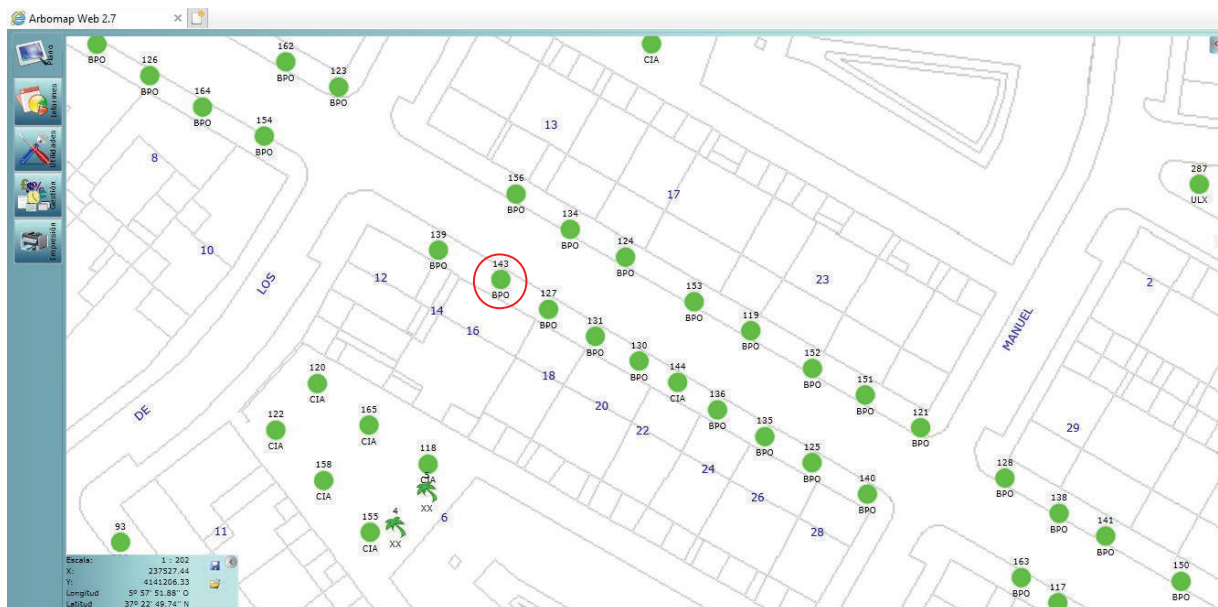 Arbomap Web 2.7
Plano
Informes
Utilidades
Gestión
Impresión
BPO
126
BPO
164
BPO
154
BPO
162
BPO
123
BPO
CIA
8
10
LOS
DE
13
17
23
156
BPO
134
BPO
124
BPO
153
BPO
119
BPO
152
BPO
151
BPO
121
BPO
287
ULX
2
MANUEL
29
139
BPO
143
BPO
127
BPO
131
BPO
130
BPO
144
CIA
136
BPO
135
BPO
125
BPO
140
BPO
12
14
16
18
20
22
24
26
28
120
CIA
122
CIA
165
CIA
158
CIA
118
CIA
5
XX
155
CIA
4
XX
6
11
93
128
BPO
138
BPO
141
BPO
150
BPO
163
BPO
117
Escala: 1 : 202
X: 237527.44
Y: 4141206.33
Longitud 5º 57' 51.88" O
Latitud 37º 22' 49.74" N